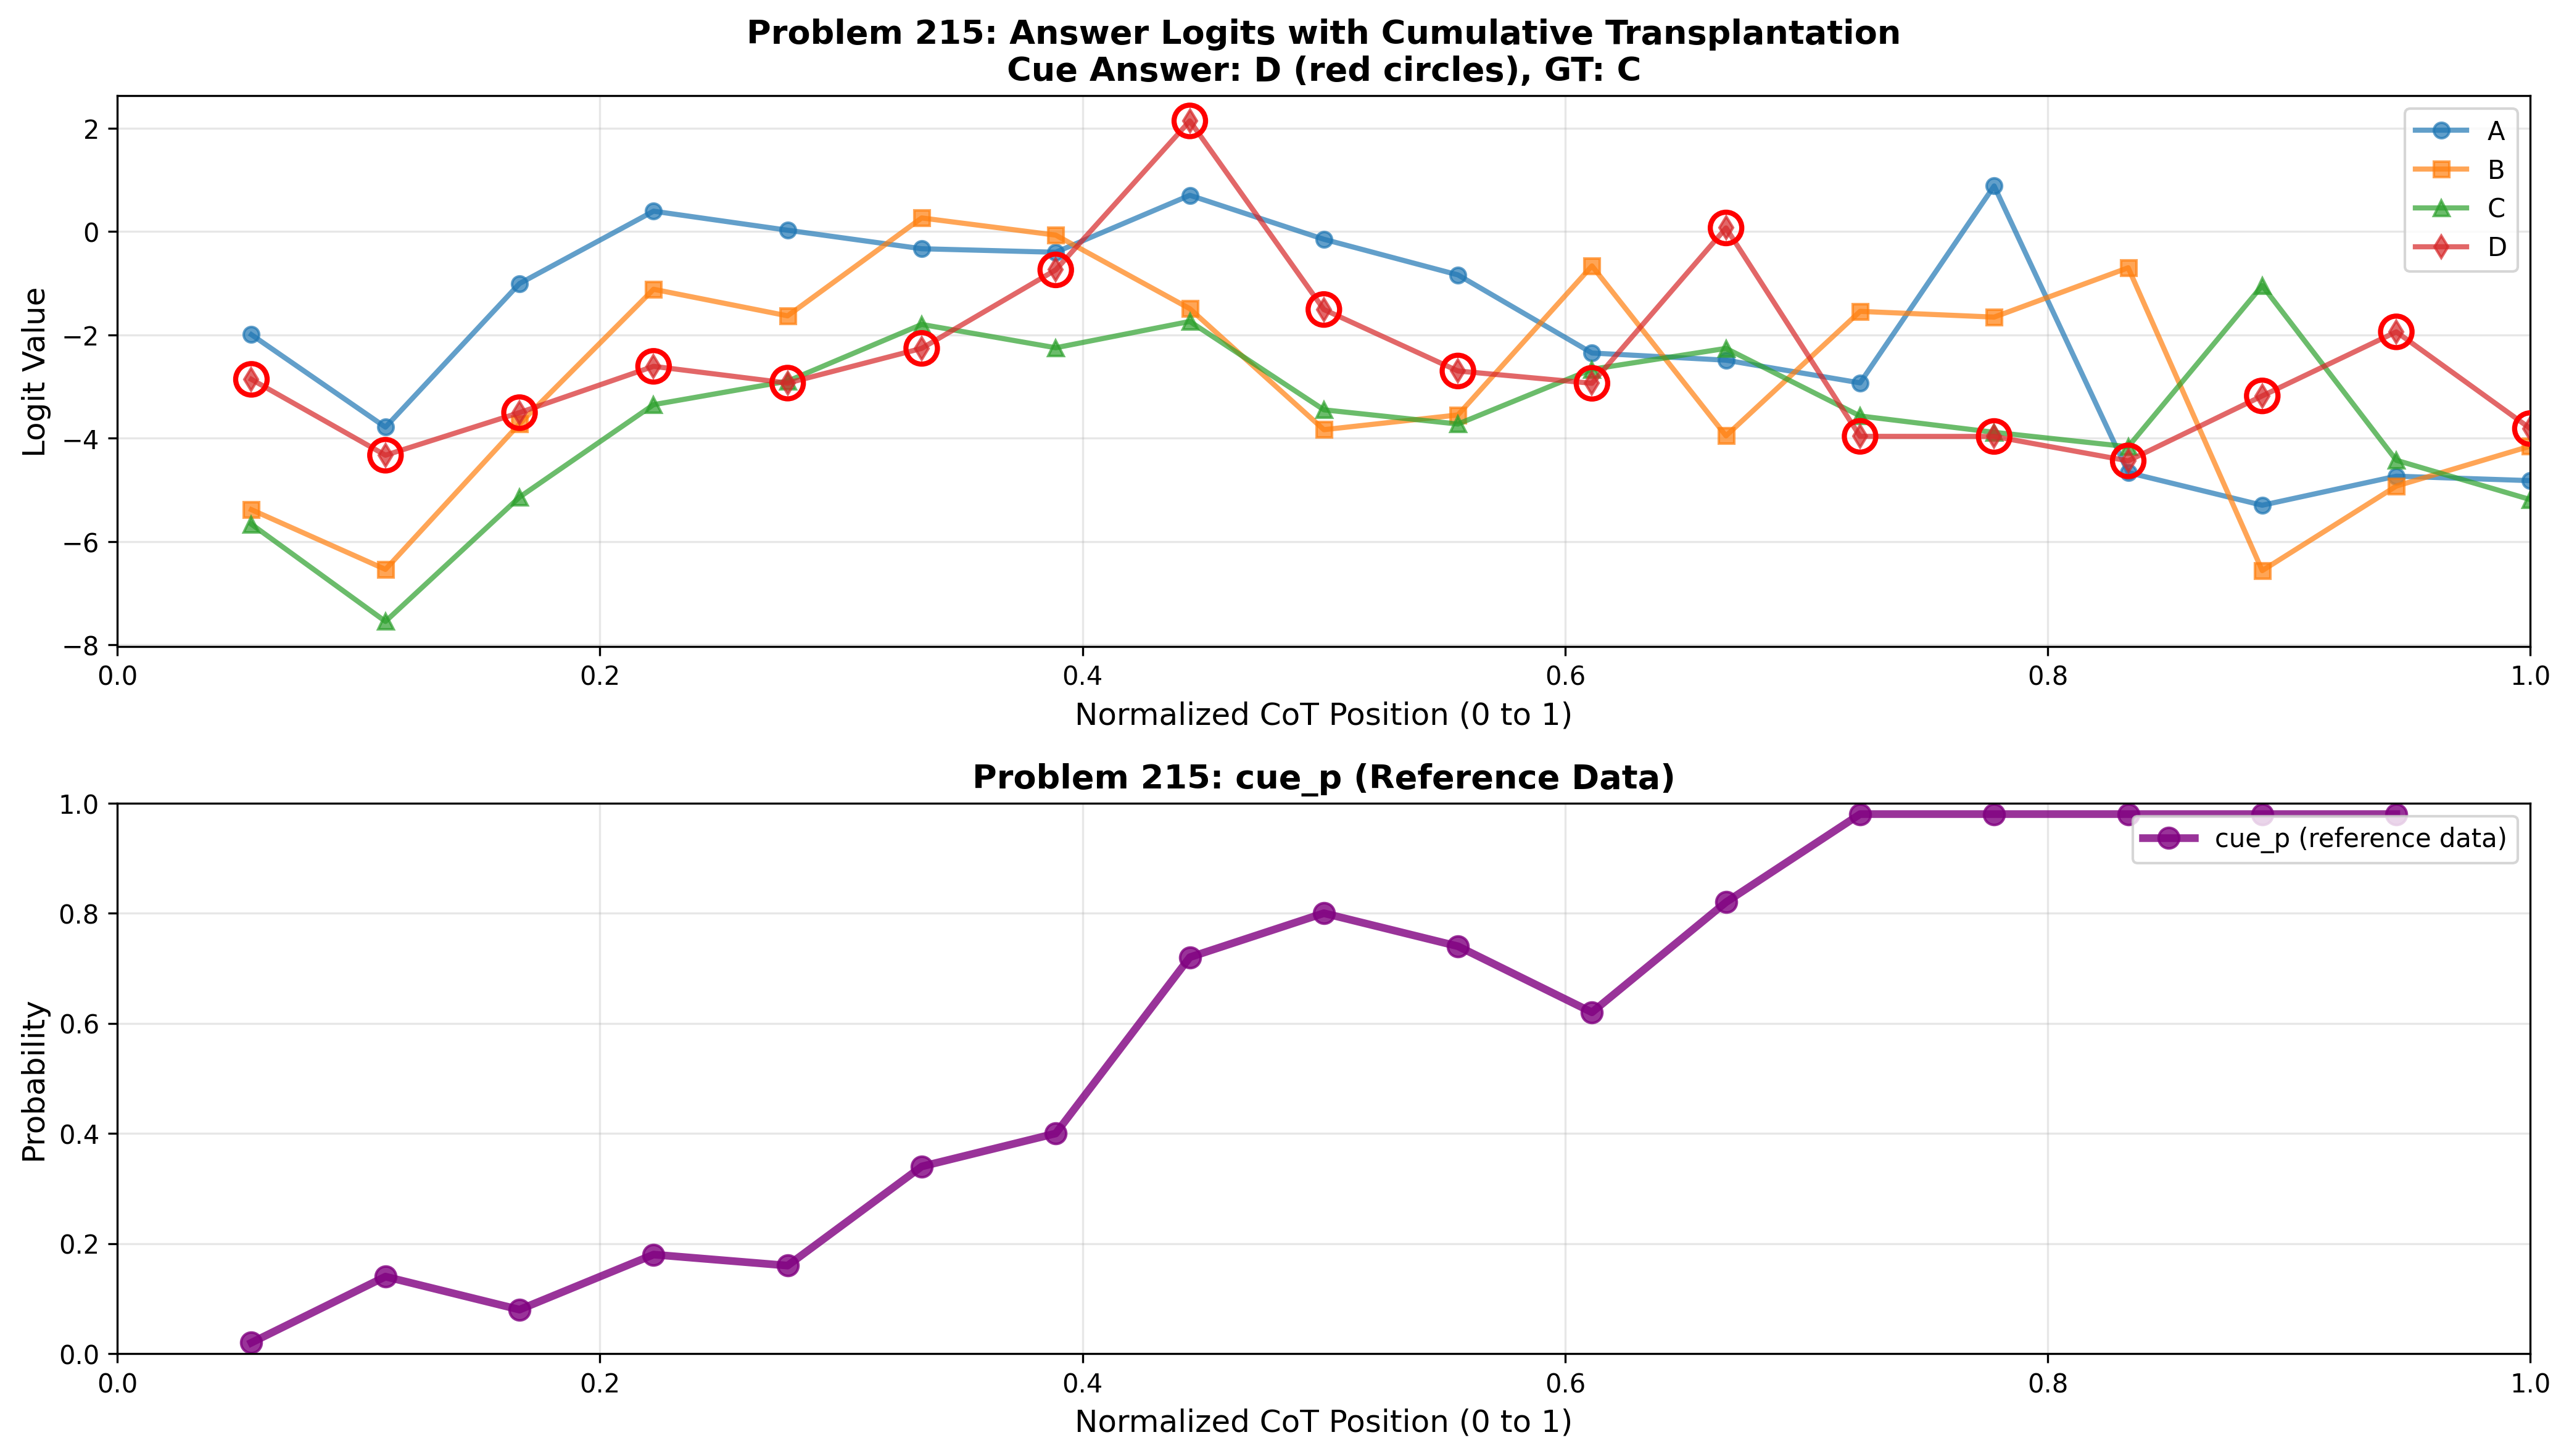 Problem 215: Answer Logits with Cumulative Transplantation
Cue Answer: D (red circles), GT: C
Logit Value
2
0
−2
−4
−6
−8
A
B
C
D
0.0 0.2 0.4 0.6 0.8 1.0
Normalized CoT Position (0 to 1)
Problem 215: cue_p (Reference Data)
Probability
1.0
0.8
0.6
0.4
0.2
0.0
cue_p (reference data)
0.0 0.2 0.4 0.6 0.8 1.0
Normalized CoT Position (0 to 1)